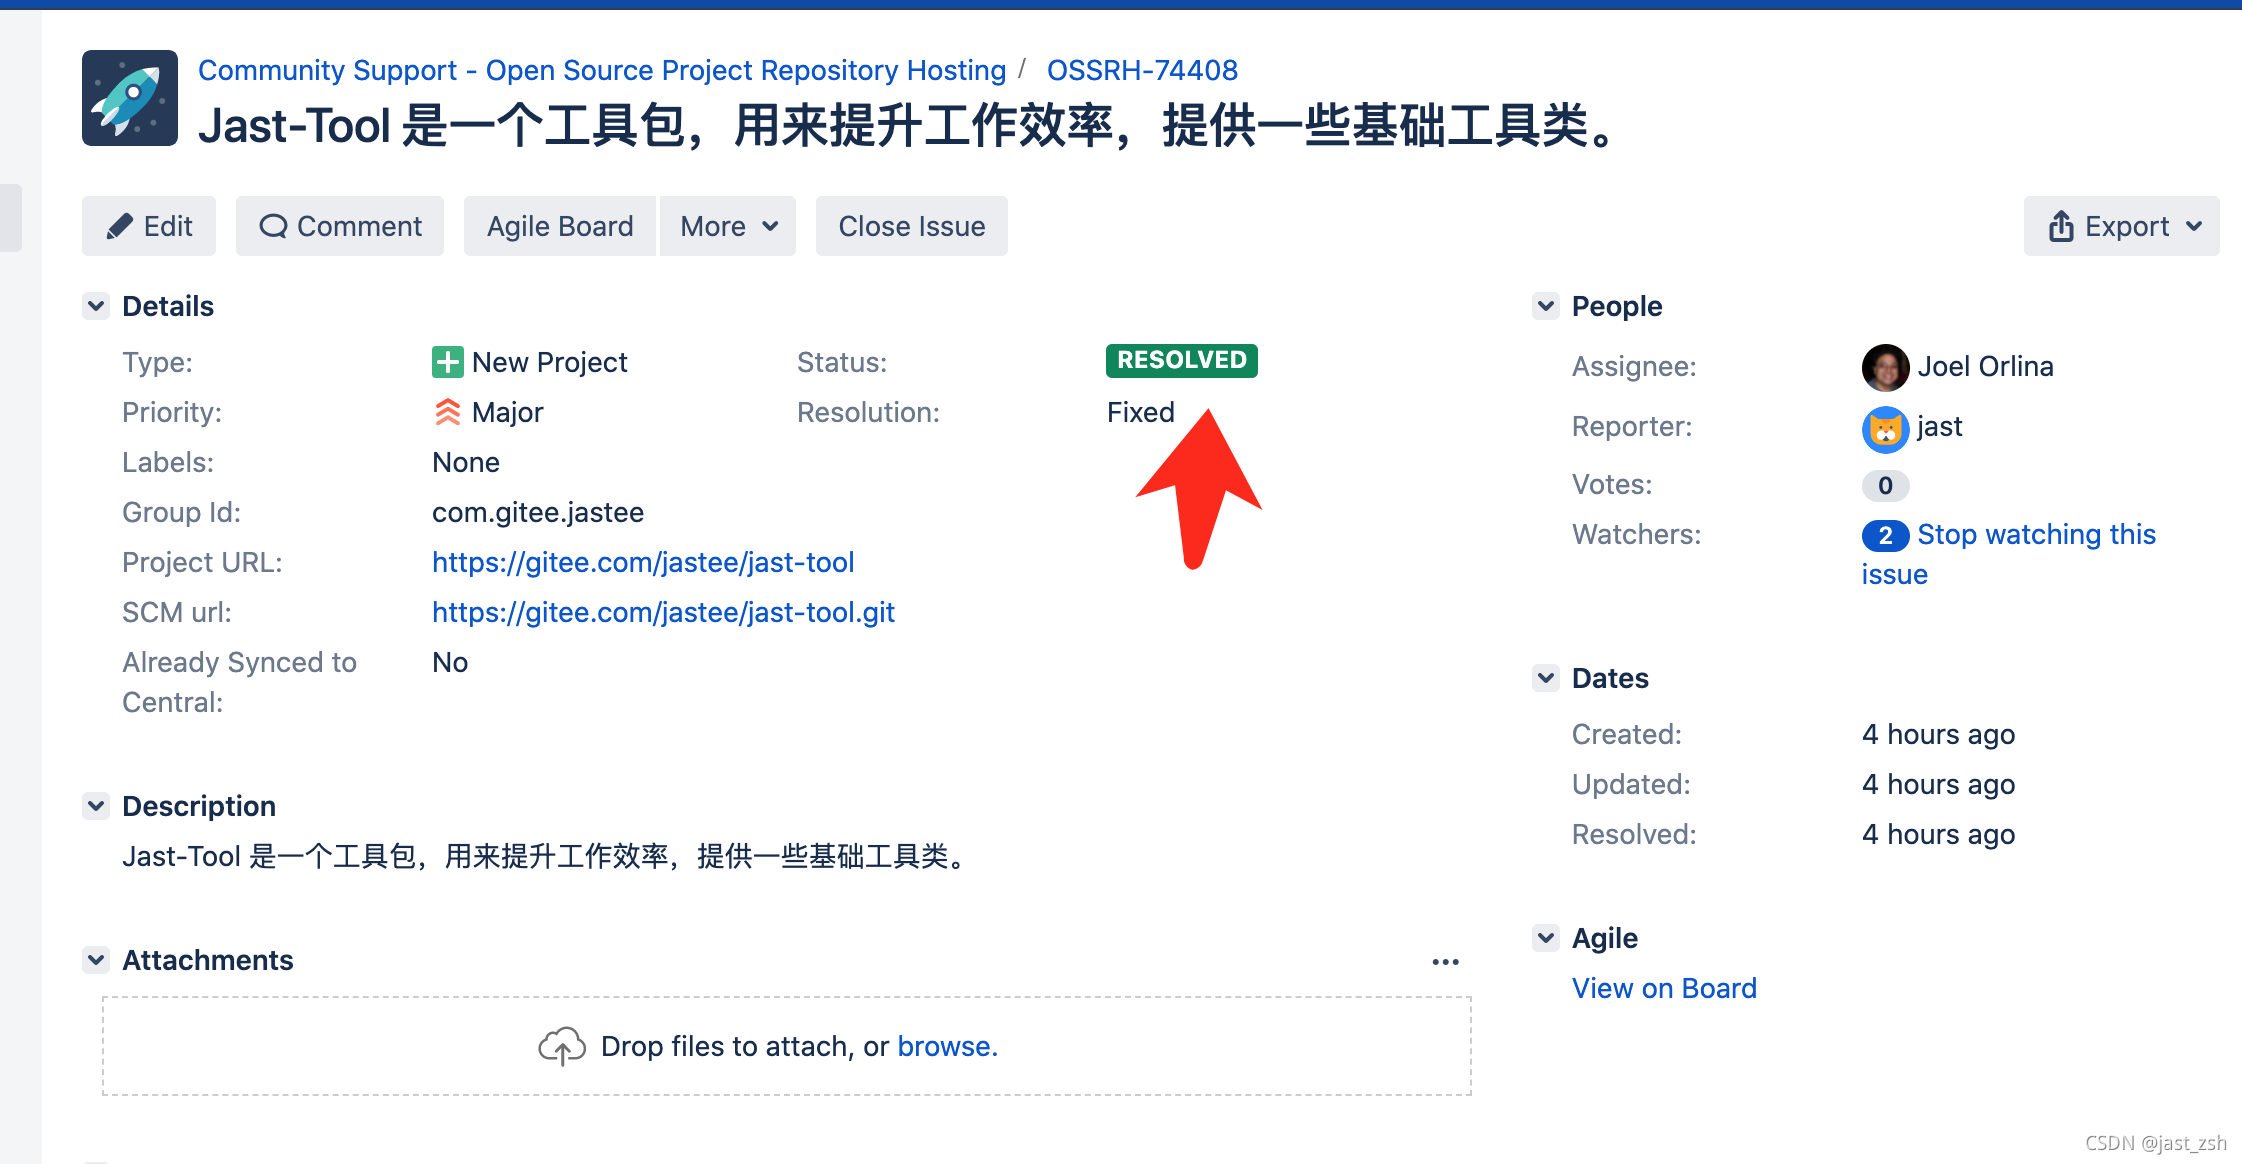 Community Support - Open Source Project Repository Hosting / OSSRH-74408
Jast-Tool 是一个工具包，用来提升工作效率，提供一些基础工具类。
Edit Comment Agile Board More Close Issue Export
Details
Type: New Project Status: RESOLVED
Priority: Major Resolution: Fixed
Labels: None
Group Id: com.gitee.jastee
Project URL: https://gitee.com/jastee/jast-tool
SCM url: https://gitee.com/jastee/jast-tool.git
Already Synced to No
Central:
Description
Jast-Tool 是一个工具包，用来提升工作效率，提供一些基础工具类。
Attachments
Drop files to attach, or browse.
People
Assignee: Joel Orlina
Reporter: jast
Votes: 0
Watchers: 2 Stop watching this
issue
Dates
Created: 4 hours ago
Updated: 4 hours ago
Resolved: 4 hours ago
Agile
View on Board
CSDN @jast_zsh